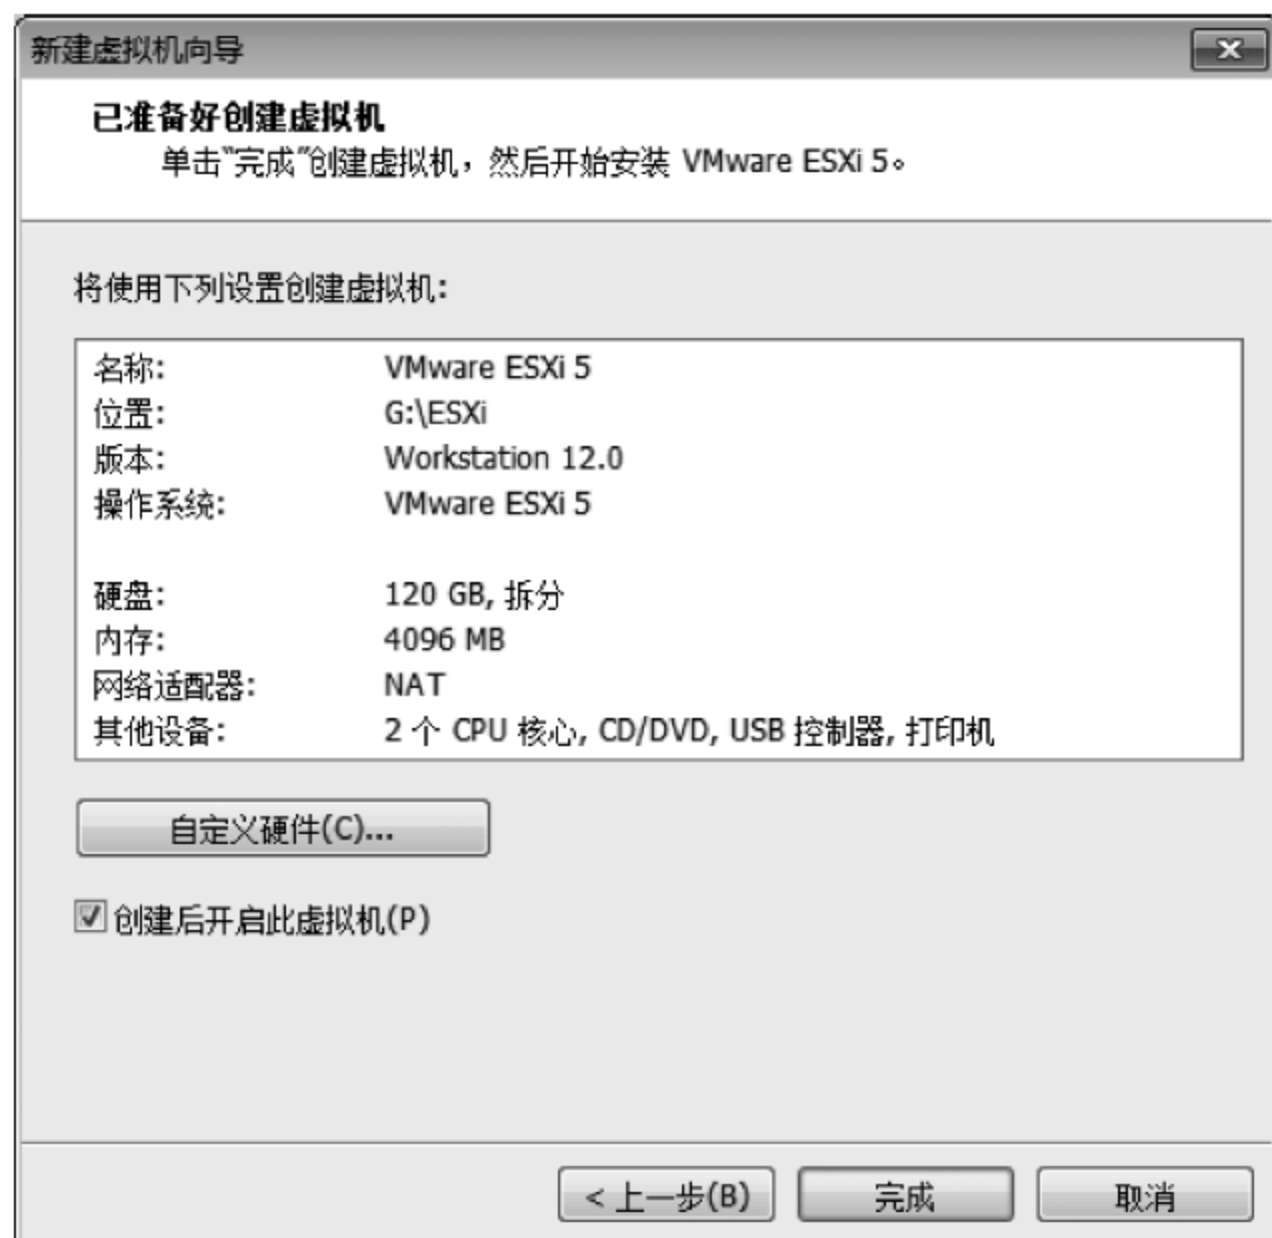 新建虚拟机向导
已准备好创建虚拟机
单击"完成"创建虚拟机，然后开始安装 VMware ESXi 5。
将使用下列设置创建虚拟机:
名称: VMware ESXi 5
位置: G:\ESXi
版本: Workstation 12.0
操作系统: VMware ESXi 5
硬盘: 120 GB, 拆分
内存: 4096 MB
网络适配器: NAT
其他设备: 2 个 CPU 核心, CD/DVD, USB 控制器, 打印机
自定义硬件(C)...
创建后开启此虚拟机(P)
< 上一步(B) 完成 取消